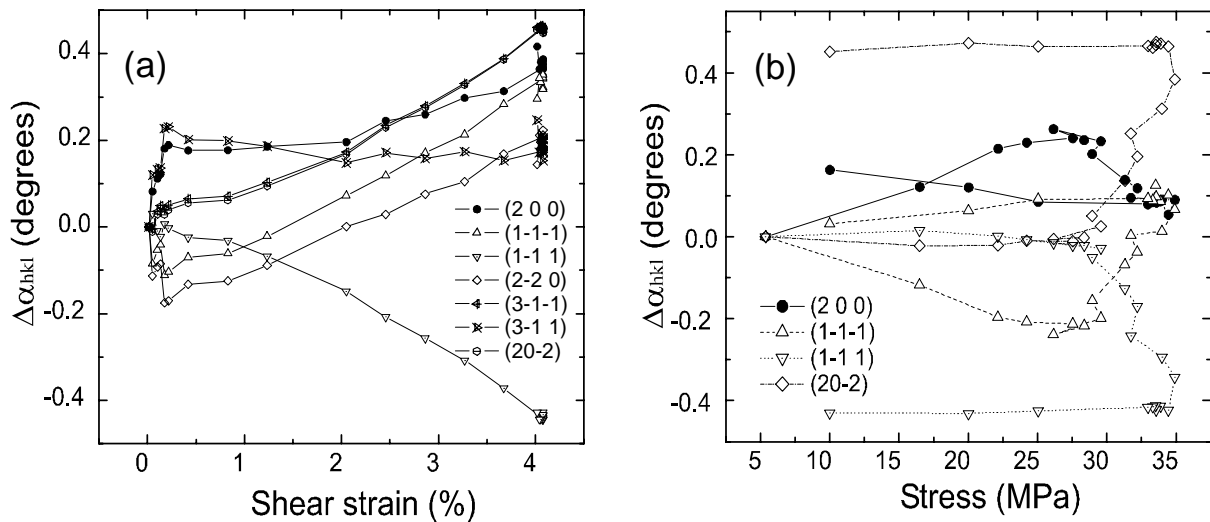 (a)
0.4
0.2
0.0
-0.2
-0.4
Δαhkl (degrees)
(2 0 0)
(1-1-1)
(1-1 1)
(2-2 0)
(3-1-1)
(3-1 1)
(20-2)
0 1 2 3 4
Shear strain (%)
(b)
0.4
0.2
0.0
-0.2
-0.4
Δαhkl (degrees)
(2 0 0)
(1-1-1)
(1-1 1)
(20-2)
5 10 15 20 25 30 35
Stress (MPa)